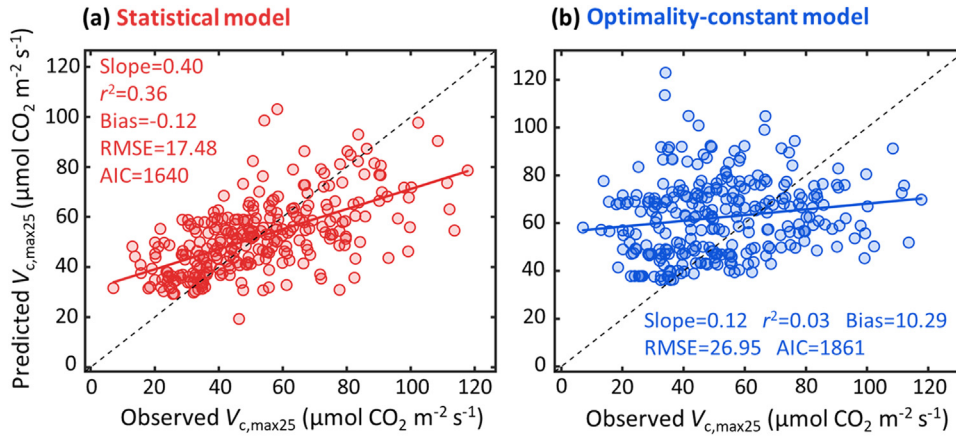 (a) Statistical model
Slope=0.40
r²=0.36
Bias=-0.12
RMSE=17.48
AIC=1640
120
100
80
60
40
20
0
0 20 40 60 80 100 120
Predicted Vc,max25 (μmol CO2 m-2 s-1)
Observed Vc,max25 (μmol CO2 m-2 s-1)
(b) Optimality-constant model
120
100
80
60
40
20
0
Slope=0.12 r²=0.03 Bias=10.29
RMSE=26.95 AIC=1861
0 20 40 60 80 100 120
Observed Vc,max25 (μmol CO2 m-2 s-1)